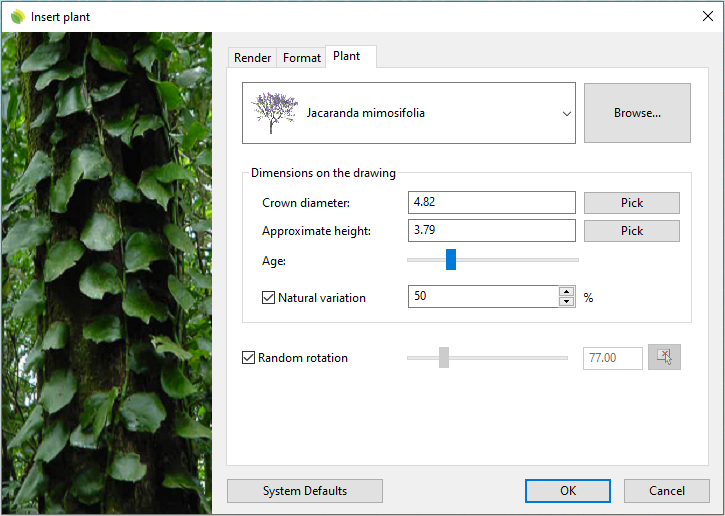 Insert plant
Render Format Plant
Jacaranda mimosifolia
Browse...
Dimensions on the drawing
Crown diameter: 4.82 Pick
Approximate height: 3.79 Pick
Age:
Natural variation 50 %
Random rotation 77.00
System Defaults OK Cancel